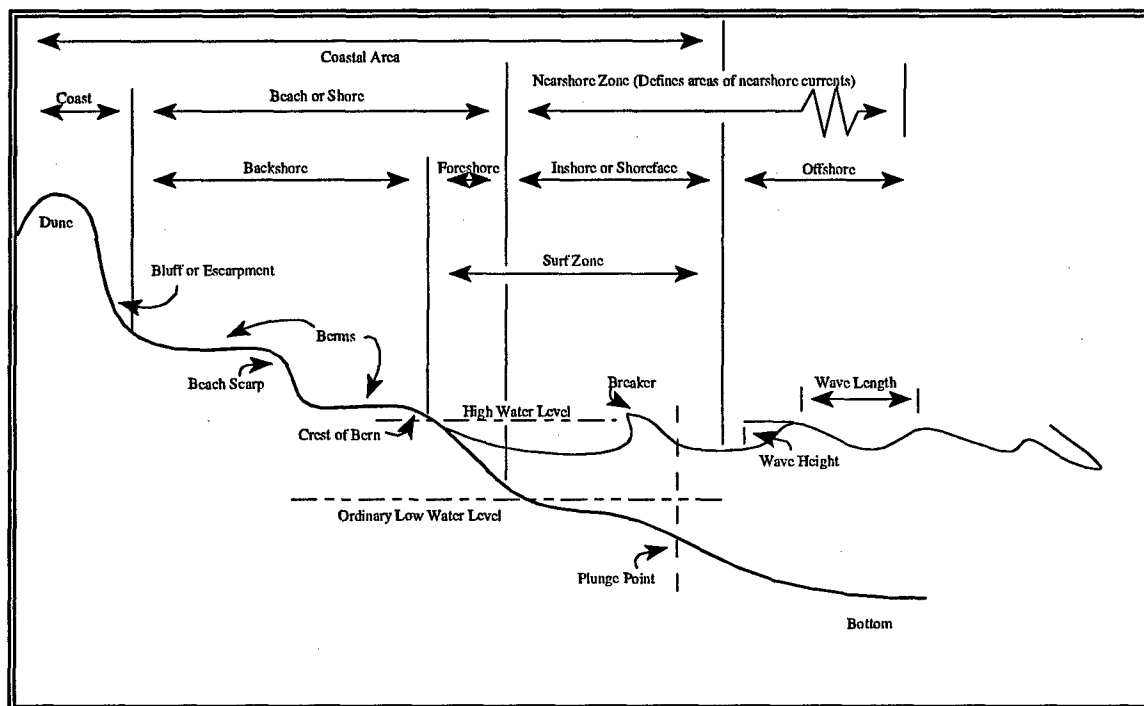 Coastal Area
Nearshore Zone (Defines areas of nearshore currents)
Coast
Beach or Shore
Backshore
Foreshore
Inshore or Shoreface
Offshore
Dune
Surf Zone
Bluff or Escarpment
Berms
Beach Scarp
Breaker
Wave Length
High Water Level
Crest of Bern
Wave Height
Ordinary Low Water Level
Plunge Point
Bottom